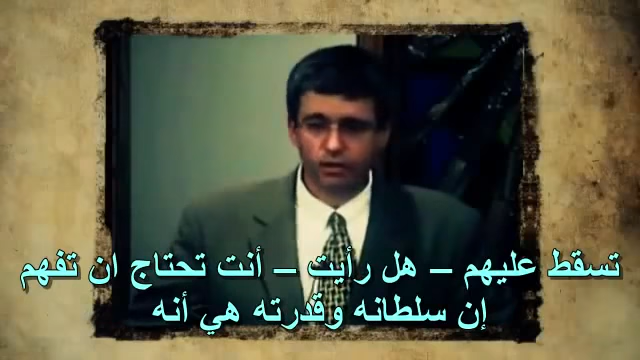 تسقط عليهم – هل رأيت – أنت تحتاج ان تفهم
إن سلطانه وقدرته هي أنه